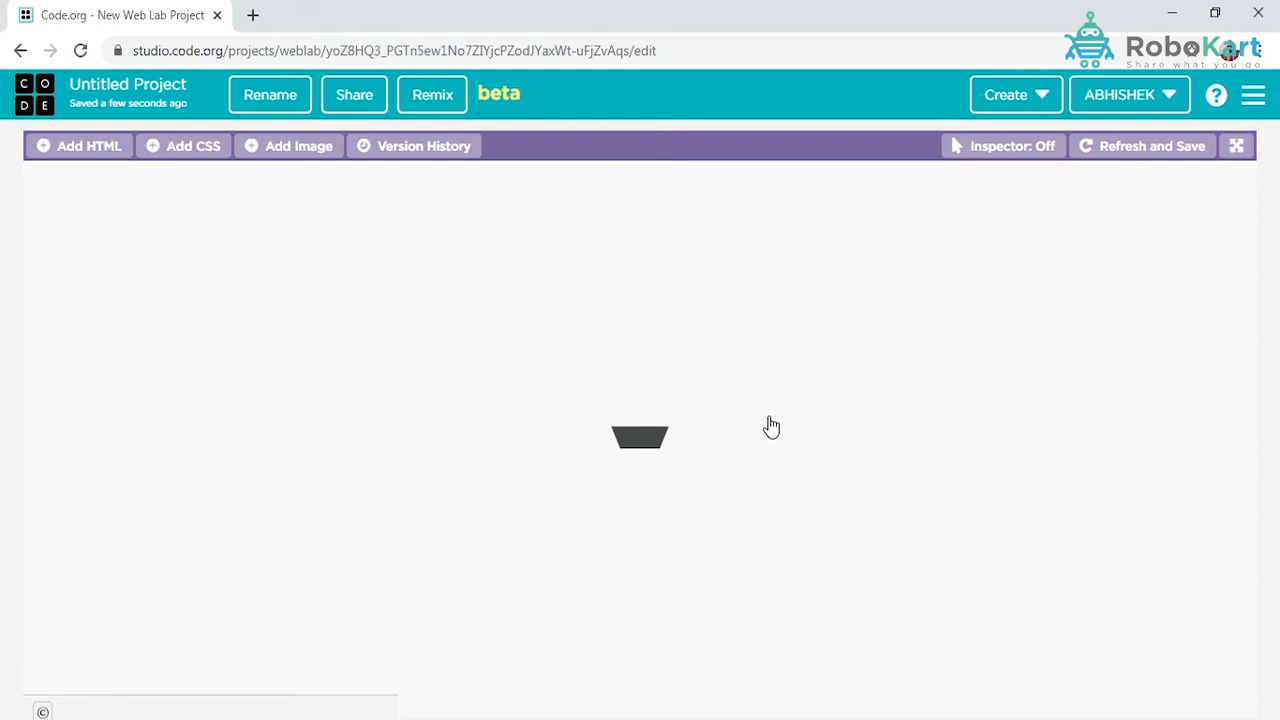 Code.org - New Web Lab Project
studio.code.org/projects/weblab/yoZ8HQ3_PGTn5ew1No7ZIYjcPZodJYaxWt-uFjZvAqs/edit
RoboKart
Share what you do
CODE
Untitled Project
Saved a few seconds ago
Rename
Share
Remix
beta
Create
ABHISHEK
?
Add HTML
Add CSS
Add Image
Version History
Inspector: Off
Refresh and Save
©